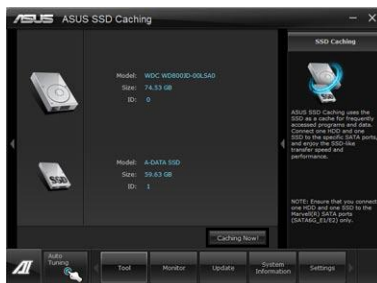 ASUS ASUS SSD Caching
Model: WDC WD800JD-00LSA0
Size: 74.53 GB
ID: 0
Model: A-DATA SSD
Size: 59.63 GB
ID: 1
SSD
Caching Now!
SSD Caching
ASUS SSD Caching uses the
SSD as a cache for frequently
accessed programs and data.
Connect one HDD and one
SSD to the specific SATA ports,
and enjoy the SSD-like
transfer speed and
performance.
NOTE: Ensure that you connect
one HDD and one SSD to the
Marvell(R) SATA ports
(SATA6G_E1/E2) only.
Auto
Tuning
Tool
Monitor
Update
System
Information
Settings